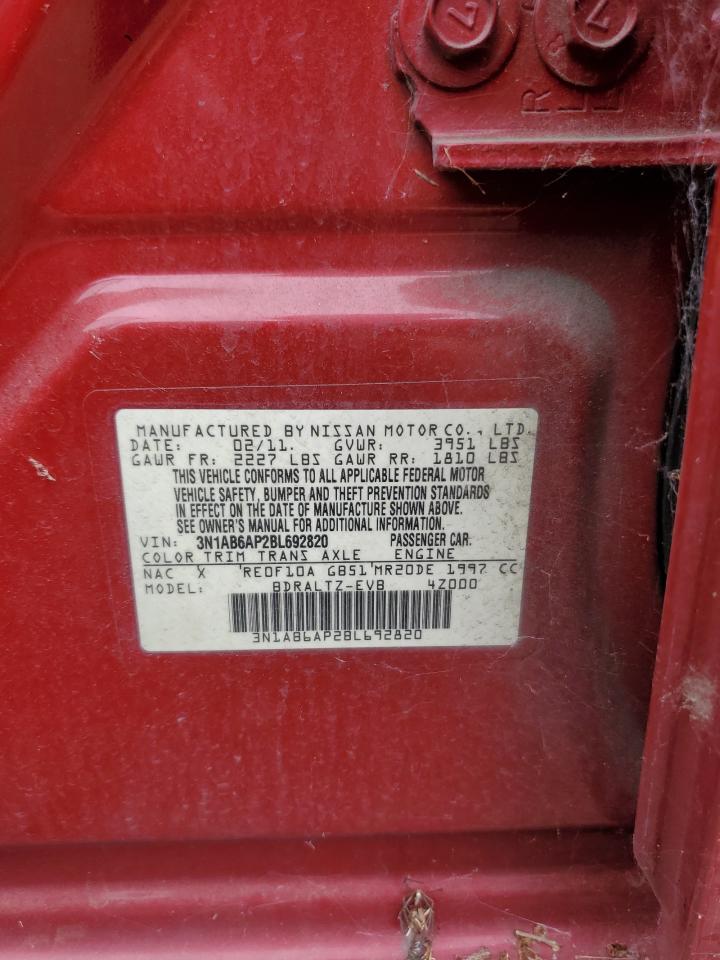 R
L L
MANUFACTURED BY NISSAN MOTOR CO., LTD.
DATE: 02/11. GVWR: 3951 LBS
GAWR FR: 2227 LBS GAWR RR: 1810 LBS
THIS VEHICLE CONFORMS TO ALL APPLICABLE FEDERAL MOTOR
VEHICLE SAFETY, BUMPER AND THEFT PREVENTION STANDARDS
IN EFFECT ON THE DATE OF MANUFACTURE SHOWN ABOVE.
SEE OWNER'S MANUAL FOR ADDITIONAL INFORMATION.
VIN: 3N1AB6AP2BL692820 PASSENGER CAR.
COLOR TRIM TRANS AXLE ENGINE
NAC X REOF10A GB51 MR20DE 1997 CC
MODEL: BDRALTZ-EVB 4Z000
3N1AB6AP2BL692820